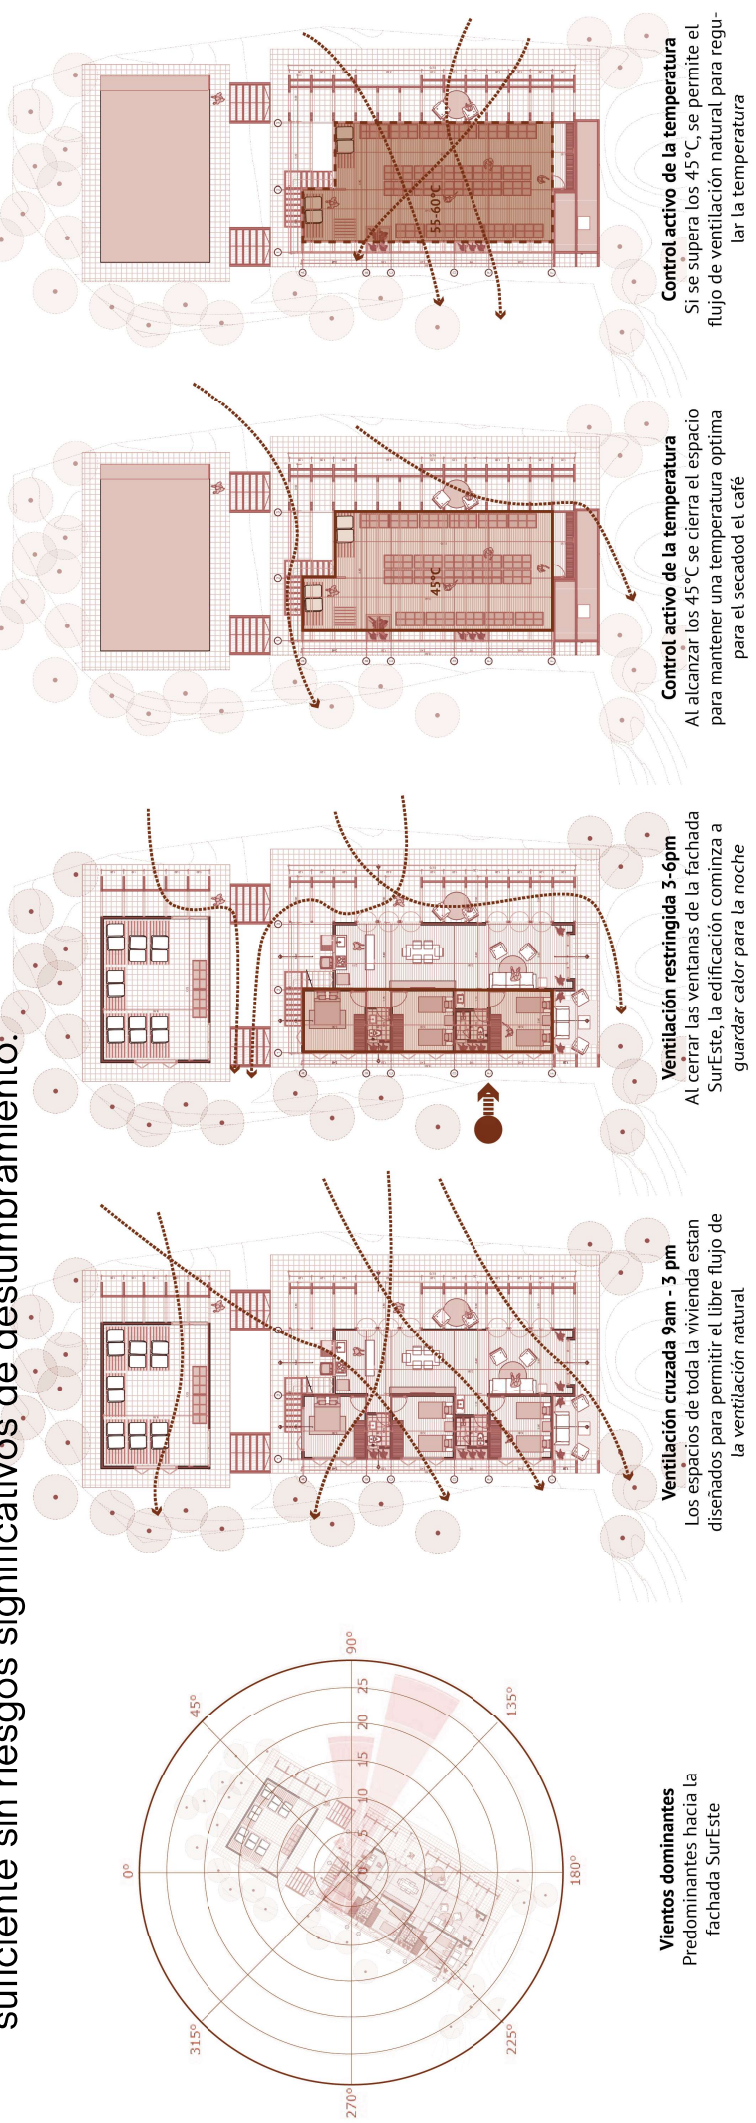 suficiente sin riesgos significativos de deslumbramiento.
0°
45°
90°
135°
180°
225°
270°
315°
0
5
10
15
20
25
Vientos dominantes
Predominantes hacia la
fachada SurEste
Ventilación cruzada 9am - 3 pm
Los espacios de toda la vivienda estan
diseñados para permitir el libre flujo de
la ventilación natural
Ventilación restringida 3-6pm
Al cerrar las ventanas de la fachada
SurEste, la edificación cominza a
guardar calor para la noche
45°C
Control activo de la temperatura
Al alcanzar los 45°C se cierra el espacio
para mantener una temperatura optima
para el secadod el café
55-60°C
Control activo de la temperatura
Si se supera los 45°C, se permite el
flujo de ventilación natural para regu-
lar la temperatura